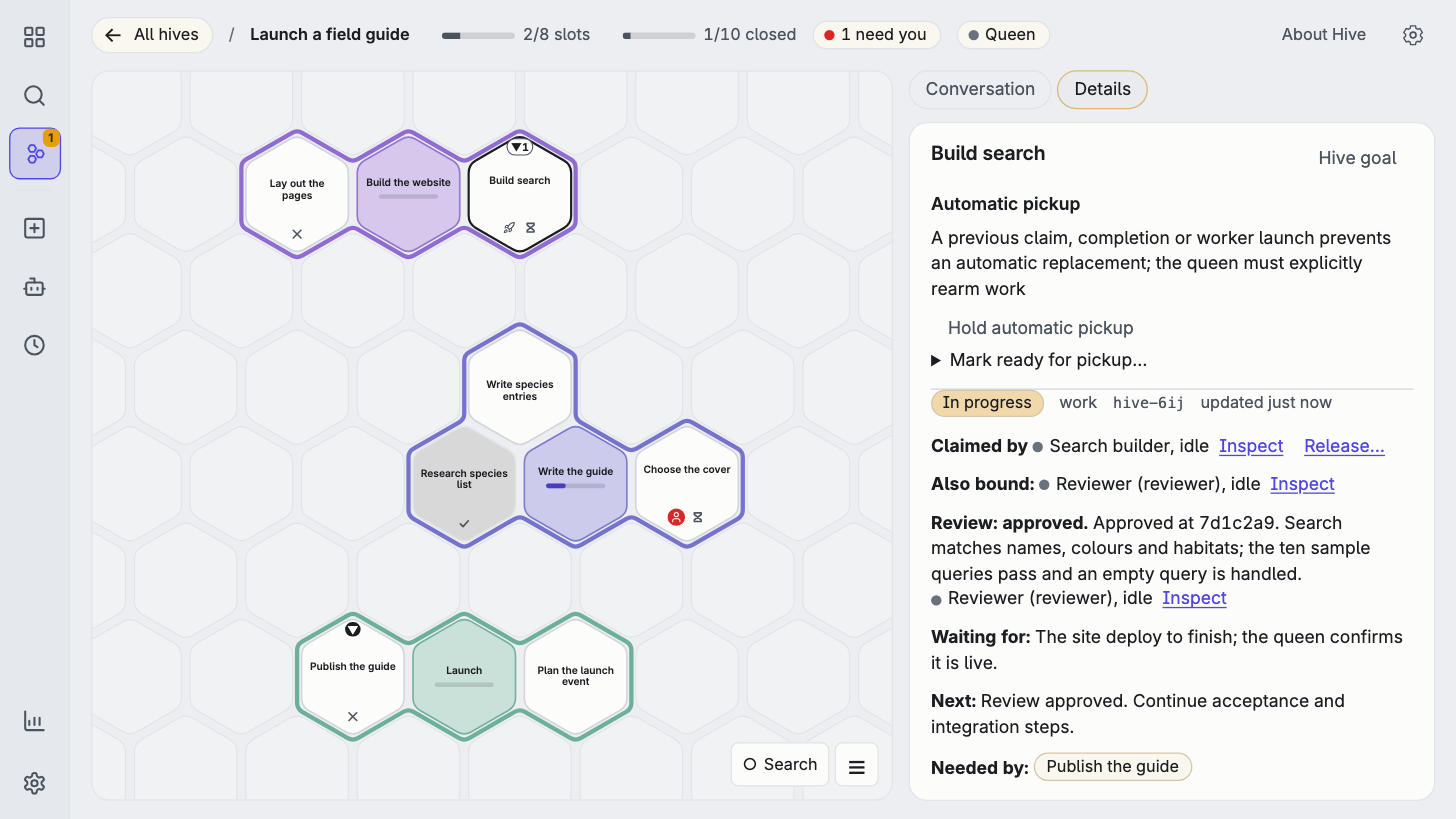 All hives / Launch a field guide 2/8 slots 1/10 closed 1 need you Queen About Hive
1
Conversation Details
Lay out the
pages
Build the website
1
Build search
Write species
entries
Research species
list
Write the guide
Choose the cover
Publish the guide
Launch
Plan the launch
event
Search
Build search Hive goal
Automatic pickup
A previous claim, completion or worker launch prevents
an automatic replacement; the queen must explicitly
rearm work
Hold automatic pickup
Mark ready for pickup...
In progress work hive-6ij updated just now
Claimed by Search builder, idle Inspect Release...
Also bound: Reviewer (reviewer), idle Inspect
Review: approved. Approved at 7d1c2a9. Search
matches names, colours and habitats; the ten sample
queries pass and an empty query is handled.
Reviewer (reviewer), idle Inspect
Waiting for: The site deploy to finish; the queen confirms
it is live.
Next: Review approved. Continue acceptance and
integration steps.
Needed by: Publish the guide